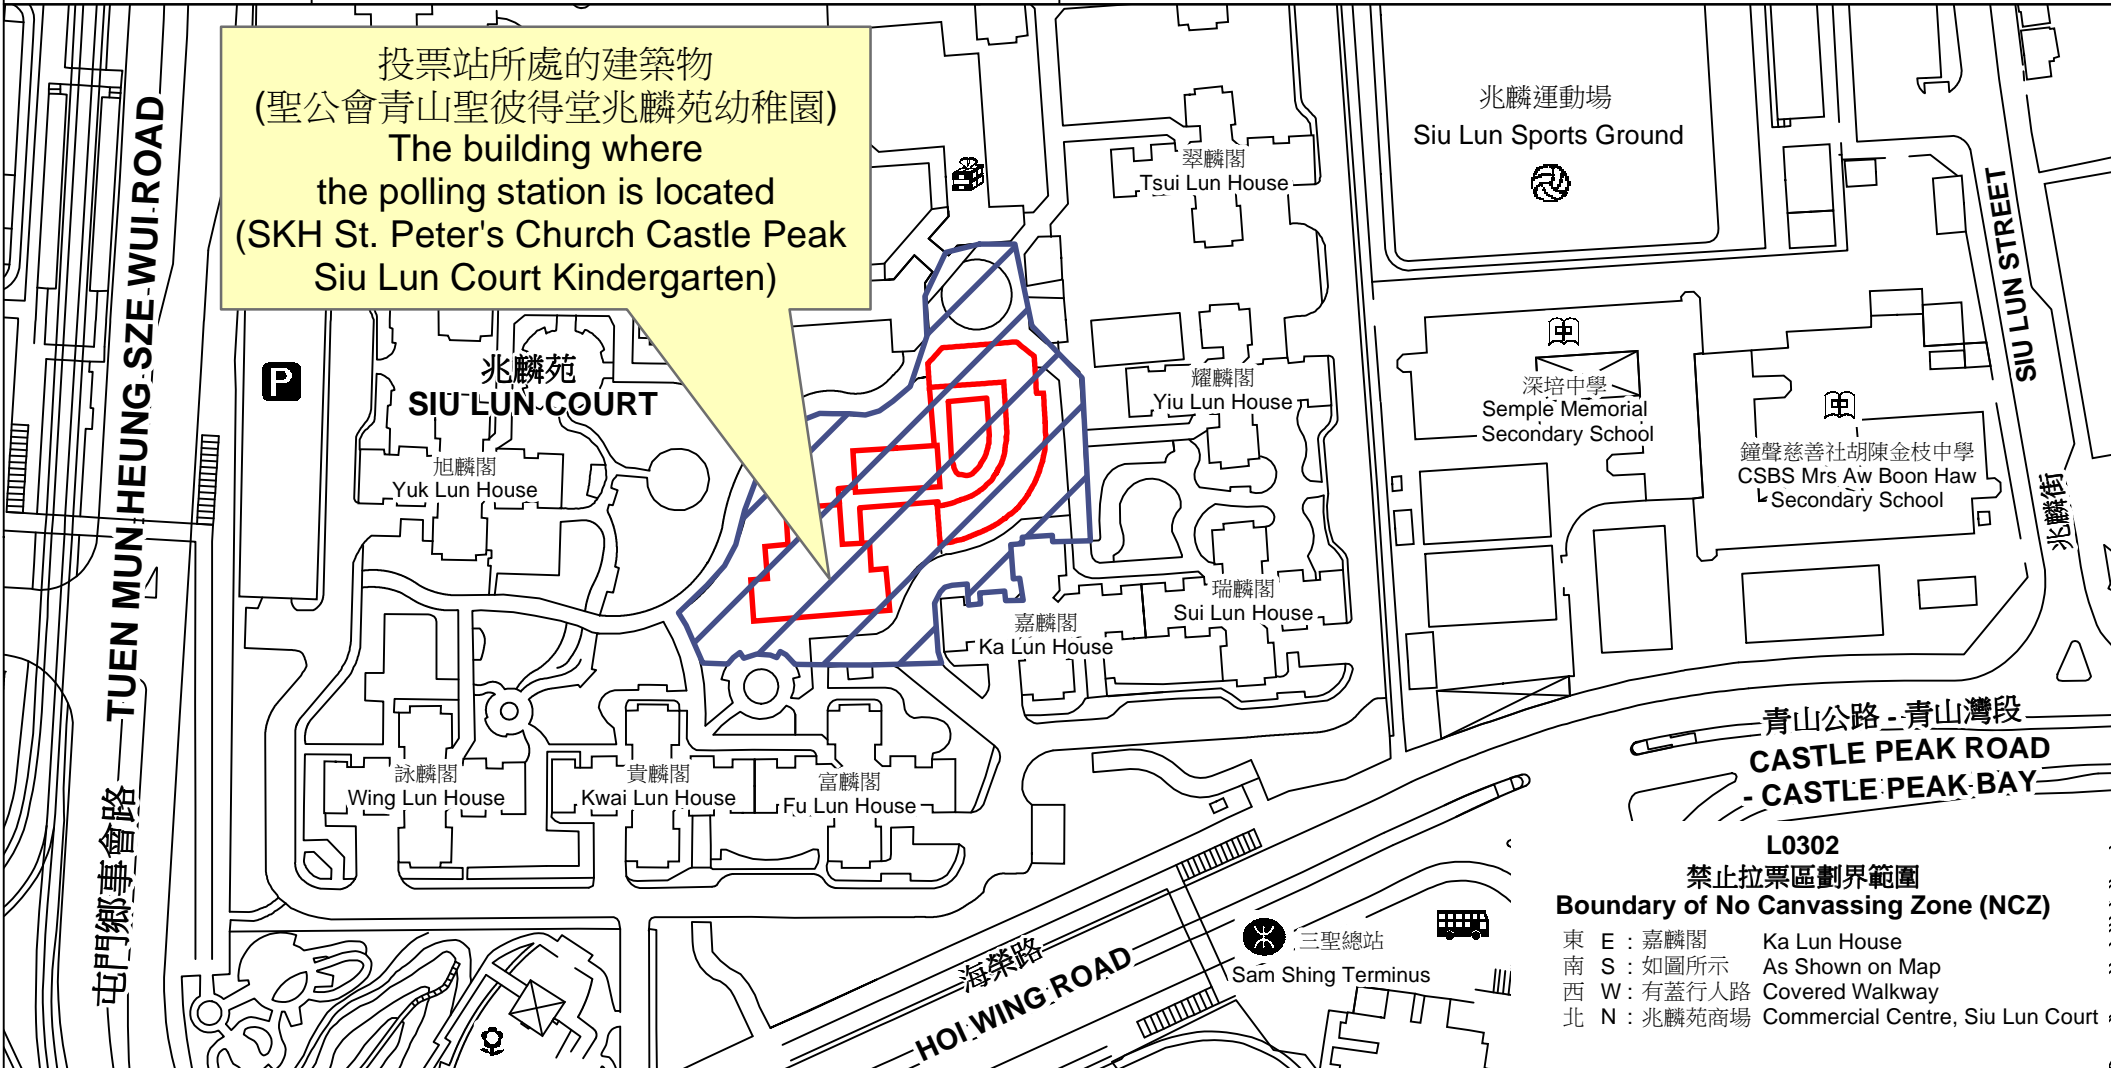 投票站所處的建築物
(聖公會青山聖彼得堂兆麟苑幼稚園)
The building where
the polling station is located
(SKH St. Peter's Church Castle Peak
Siu Lun Court Kindergarten)
兆麟運動場
Siu Lun Sports Ground
翠麟閣
Tsui Lun House
SIU LUN STREET
兆麟街
TUEN MUN HEUNG SZE WUI ROAD
屯門鄉事會路
P
兆麟苑
SIU LUN COURT
旭麟閣
Yuk Lun House
耀麟閣
Yiu Lun House
中
深培中學
Semple Memorial
Secondary School
中
鐘聲慈善社胡陳金枝中學
CSBS Mrs Aw Boon Haw
Secondary School
瑞麟閣
Sui Lun House
嘉麟閣
Ka Lun House
詠麟閣
Wing Lun House
貴麟閣
Kwai Lun House
富麟閣
Fu Lun House
青山公路 - 青山灣段
CASTLE PEAK ROAD
- CASTLE PEAK BAY
海榮路
HOI WING ROAD
三聖總站
Sam Shing Terminus
L0302
禁止拉票區劃界範圍
Boundary of No Canvassing Zone (NCZ)
東 E : 嘉麟閣 Ka Lun House
南 S : 如圖所示 As Shown on Map
西 W : 有蓋行人路 Covered Walkway
北 N : 兆麟苑商場 Commercial Centre, Siu Lun Court